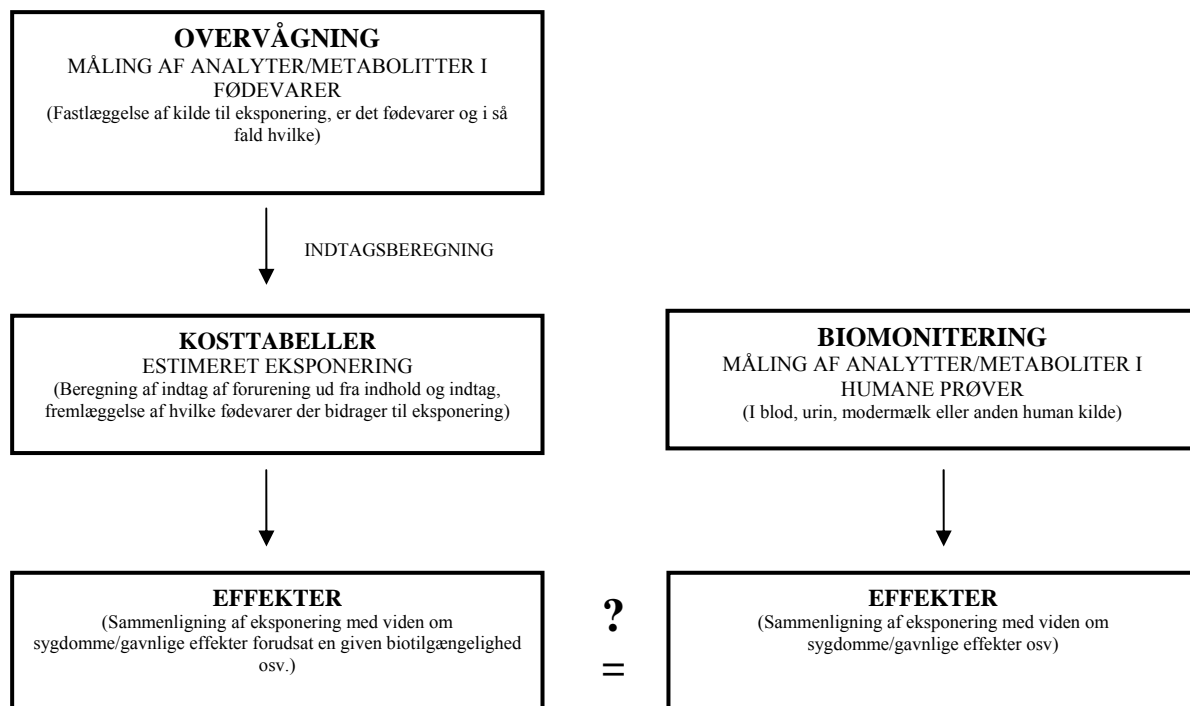 OVERVÅGNING
MÅLING AF ANALYTER/METABOLITTER I
FØDEVARER
(Fastlæggelse af kilde til eksponering, er det fødevarer og i så
fald hvilke)
INDTAGSBEREGNING
KOSTTABELLER
ESTIMERET EKSPONERING
(Beregning af indtag af forurening ud fra indhold og indtag,
fremlæggelse af hvilke fødevarer der bidrager til eksponering)
BIOMONITERING
MÅLING AF ANALYTTER/METABOLITER I
HUMANE PRØVER
(I blod, urin, modermælk eller anden human kilde)
EFFEKTER
(Sammenligning af eksponering med viden om
sygdomme/gavnlige effekter forudsat en given biotilgængelighed
osv.)
?
=
EFFEKTER
(Sammenligning af eksponering med viden om
sygdomme/gavnlige effekter osv)